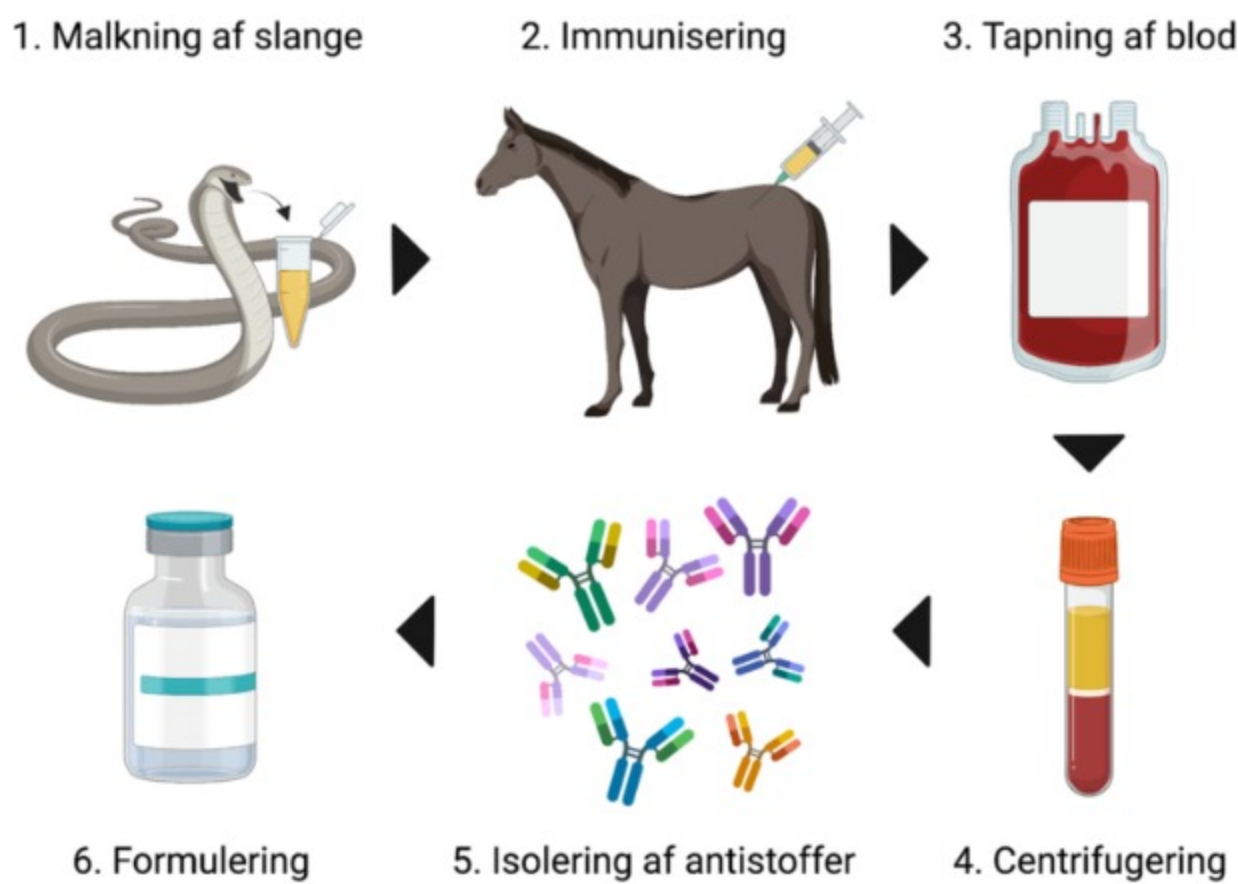 1. Malkning af slange
2. Immunisering
3. Tapning af blod
4. Centrifugering
5. Isolering af antistoffer
6. Formulering